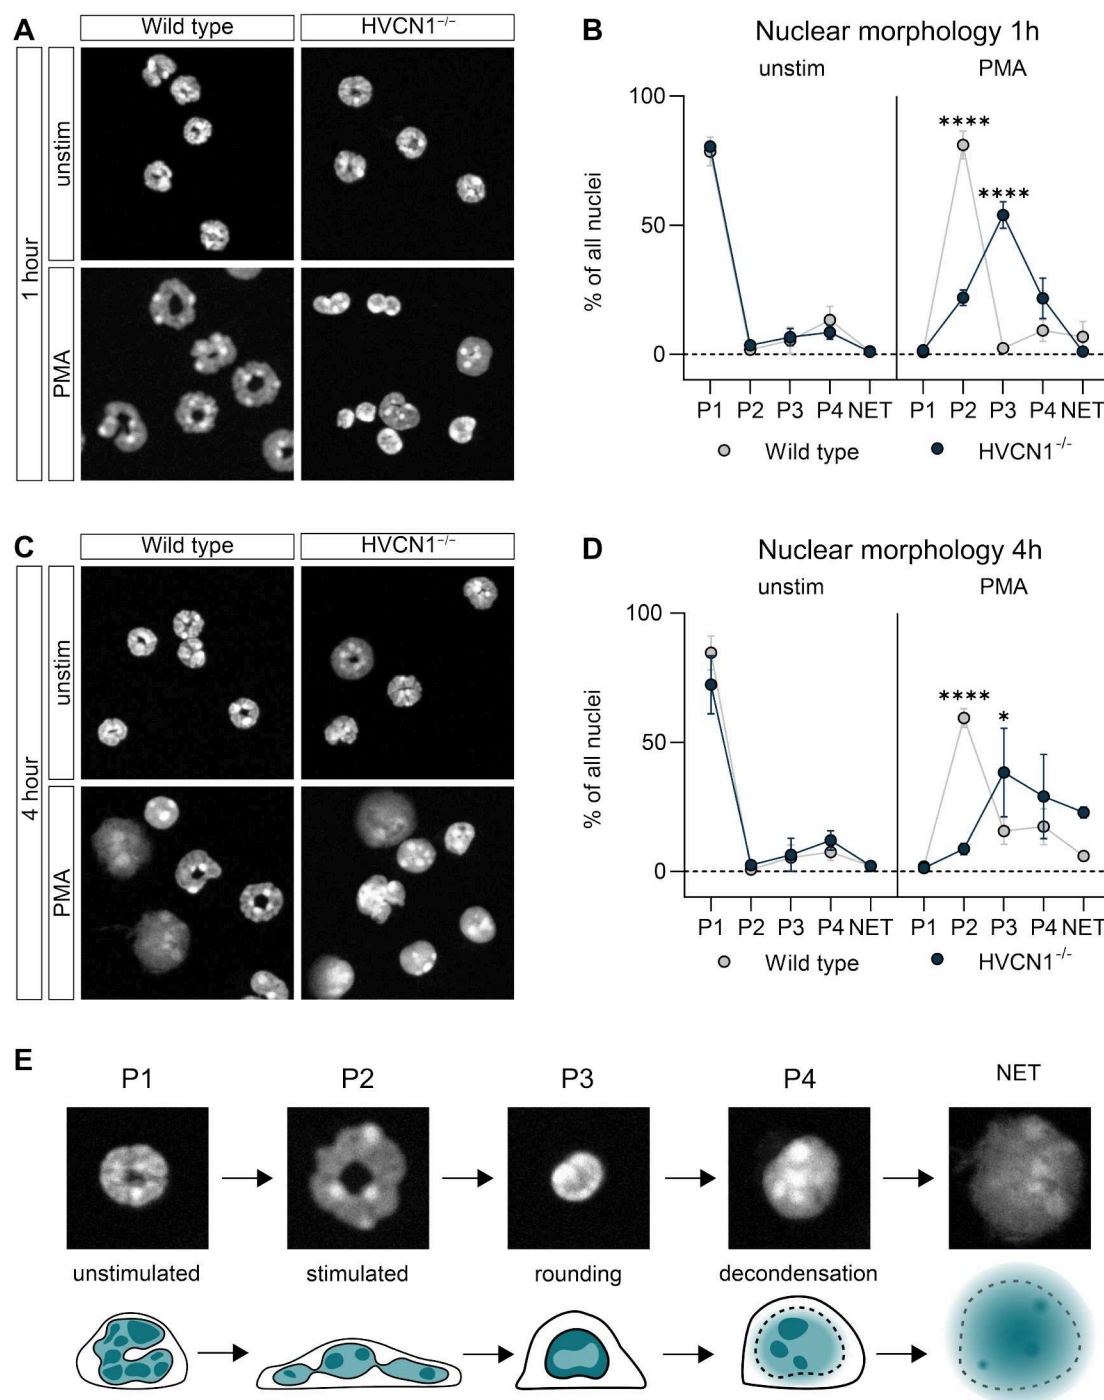 A
Wild type
HVCN1⁻/⁻
1 hour
unstim
PMA
B
Nuclear morphology 1h
unstim
PMA
% of all nuclei
100
50
0
****
****
P1 P2 P3 P4 NET P1 P2 P3 P4 NET
Wild type HVCN1⁻/⁻
C
Wild type
HVCN1⁻/⁻
4 hour
unstim
PMA
D
Nuclear morphology 4h
unstim
PMA
% of all nuclei
100
50
0
****
*
P1 P2 P3 P4 NET P1 P2 P3 P4 NET
Wild type HVCN1⁻/⁻
E
P1 P2 P3 P4 NET
unstimulated stimulated rounding decondensation